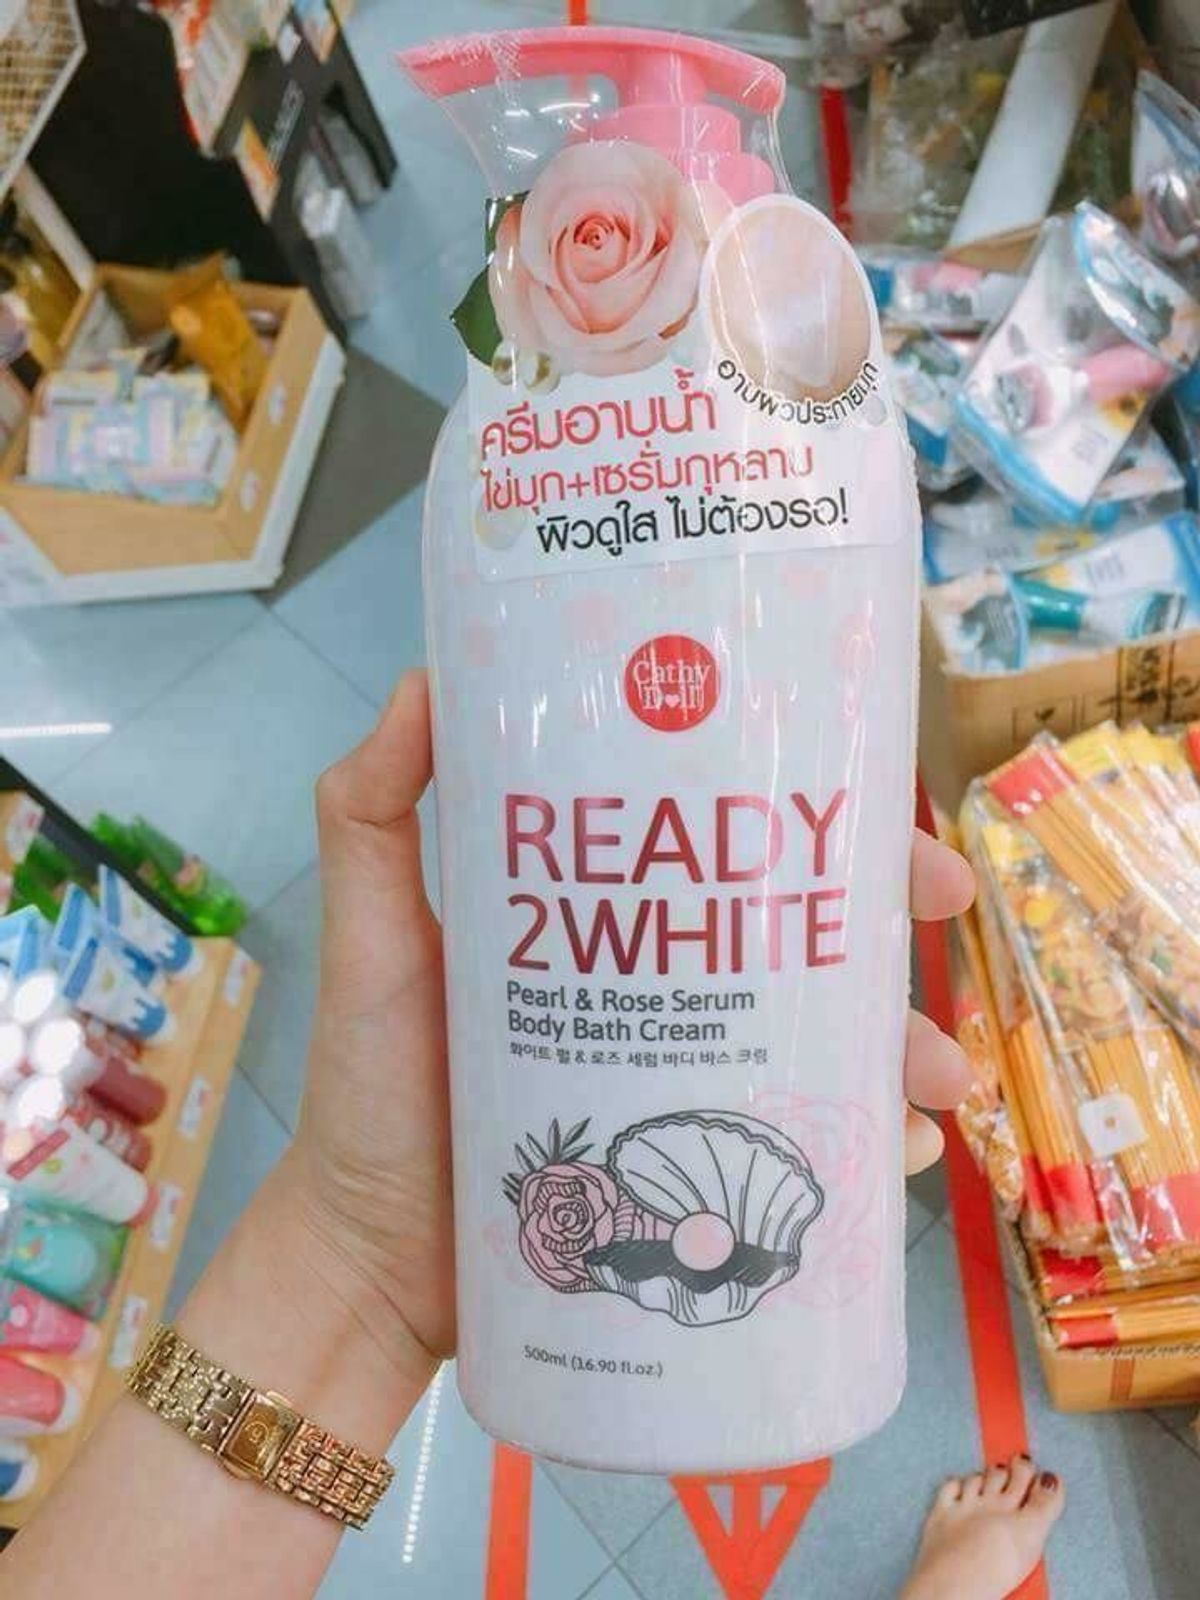 ครีมอาบน้ำ
ไข่มุก+เซรั่มกุหลาบ
ผิวดูใส ไม่ต้องรอ!
อาบผิวประกายมุก
Cathy
Doll
READY
2WHITE
Pearl & Rose Serum
Body Bath Cream
화이트 펄 & 로즈 세럼 바디 바스 크림
500ml (16.90 fl.oz.)